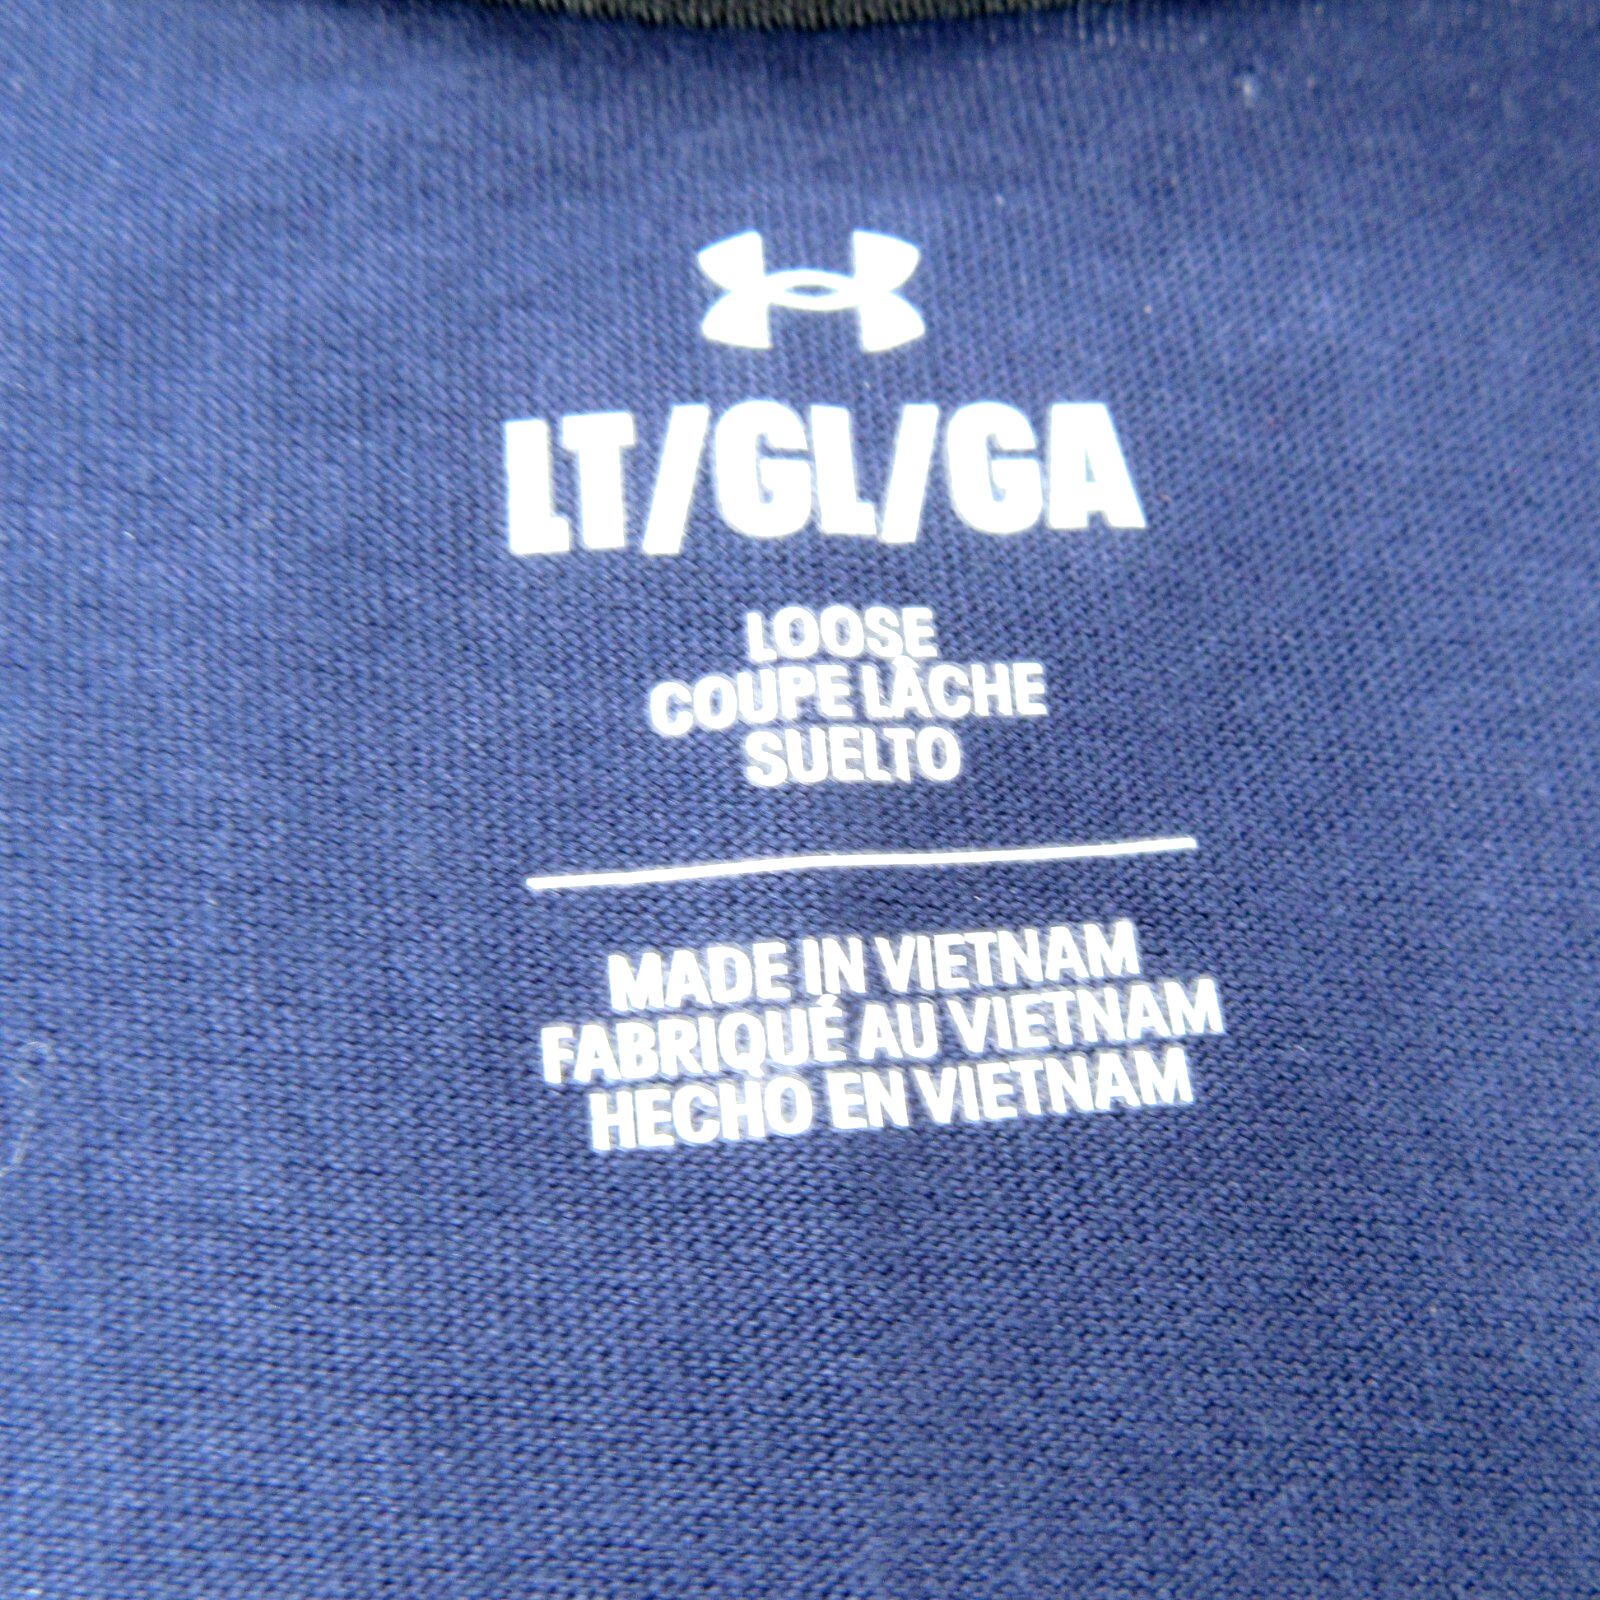 LT/GL/GA
LOOSE
COUPE LÂCHE
SUELTO
MADE IN VIETNAM
FABRIQUÉ AU VIETNAM
HECHO EN VIETNAM